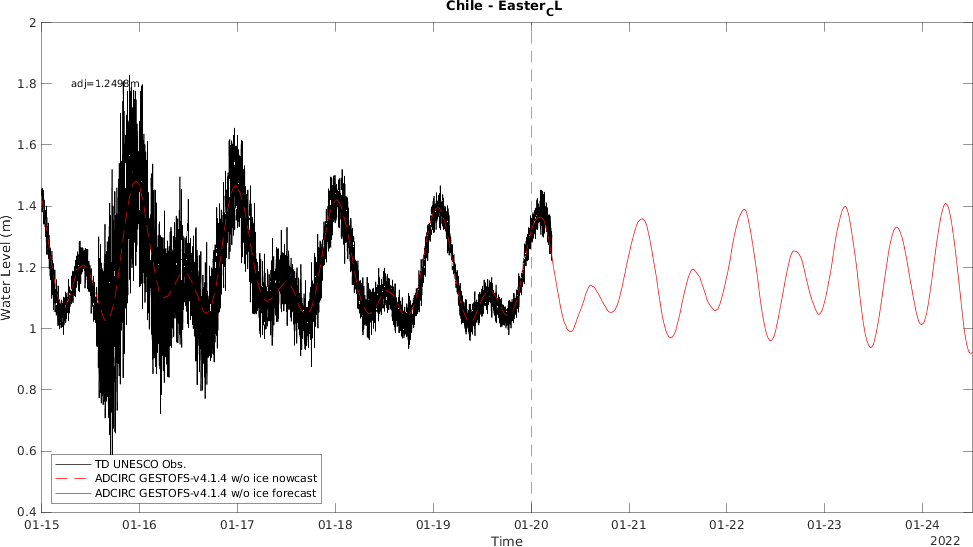 Chile - Easter_CL
2
1.8
1.6
1.4
1.2
1
0.8
0.6
0.4
Water Level (m)
adj=1.2498m
TD UNESCO Obs.
ADCIRC GESTOFS-v4.1.4 w/o ice nowcast
ADCIRC GESTOFS-v4.1.4 w/o ice forecast
01-15 01-16 01-17 01-18 01-19 01-20 01-21 01-22 01-23 01-24
Time
2022